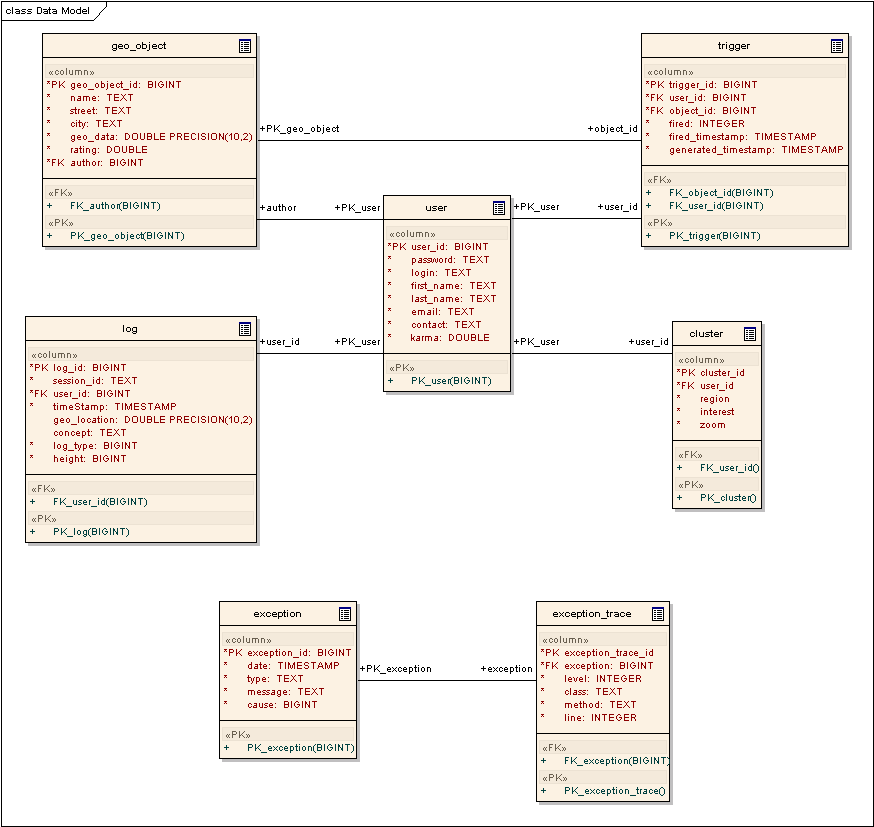 class Data Model
geo_object
«column»
*PK geo_object_id: BIGINT
* name: TEXT
* street: TEXT
* city: TEXT
* geo_data: DOUBLE PRECISION(10,2)
* rating: DOUBLE
*FK author: BIGINT
«FK»
+ FK_author(BIGINT)
«PK»
+ PK_geo_object(BIGINT)
+PK_geo_object
+object_id
trigger
«column»
*PK trigger_id: BIGINT
*FK user_id: BIGINT
*FK object_id: BIGINT
* fired: INTEGER
* fired_timestamp: TIMESTAMP
* generated_timestamp: TIMESTAMP
«FK»
+ FK_object_id(BIGINT)
+ FK_user_id(BIGINT)
«PK»
+ PK_trigger(BIGINT)
+author
+PK_user
user
«column»
*PK user_id: BIGINT
* password: TEXT
* login: TEXT
* first_name: TEXT
* last_name: TEXT
* email: TEXT
* contact: TEXT
* karma: DOUBLE
«PK»
+ PK_user(BIGINT)
+PK_user
+user_id
log
«column»
*PK log_id: BIGINT
* session_id: TEXT
*FK user_id: BIGINT
* timeStamp: TIMESTAMP
geo_location: DOUBLE PRECISION(10,2)
concept: TEXT
* log_type: BIGINT
* height: BIGINT
«FK»
+ FK_user_id(BIGINT)
«PK»
+ PK_log(BIGINT)
+user_id
+PK_user
+PK_user
+user_id
cluster
«column»
*PK cluster_id
*FK user_id
* region
* interest
* zoom
«FK»
+ FK_user_id()
«PK»
+ PK_cluster()
exception
«column»
*PK exception_id: BIGINT
* date: TIMESTAMP
* type: TEXT
* message: TEXT
* cause: BIGINT
«PK»
+ PK_exception(BIGINT)
+PK_exception
+exception
exception_trace
«column»
*PK exception_trace_id
*FK exception: BIGINT
* level: INTEGER
* class: TEXT
* method: TEXT
* line: INTEGER
«FK»
+ FK_exception(BIGINT)
«PK»
+ PK_exception_trace()